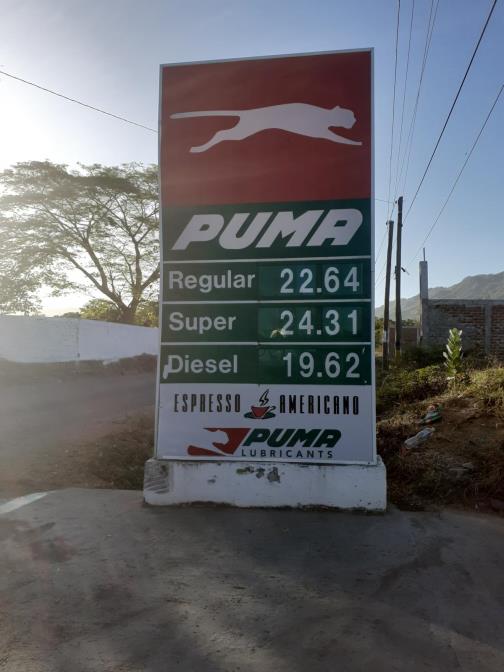 PUMA
Regular 22.64
Super 24.31
Diesel 19.62
ESPRESSO AMERICANO
PUMA
LUBRICANTS